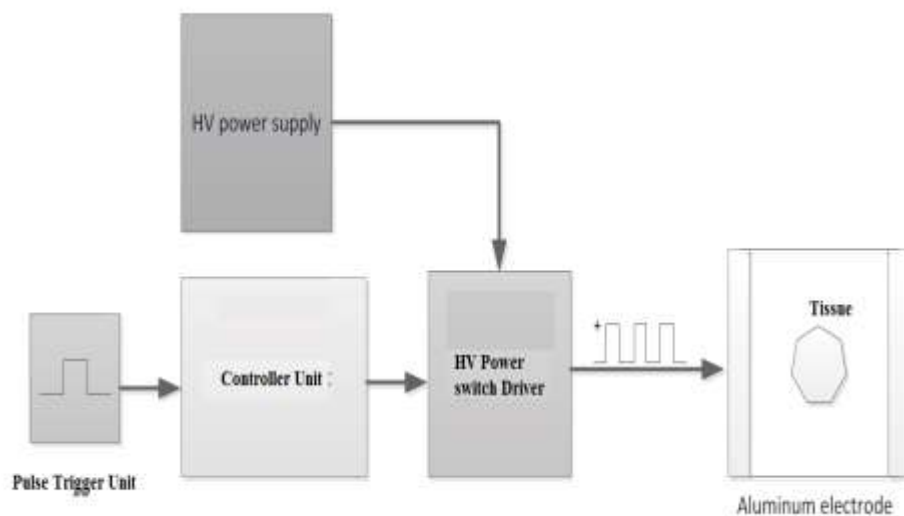 HV power supply
Pulse Trigger Unit
Controller Unit :
HV Power
switch Driver
+
Tissue
Aluminum electrode